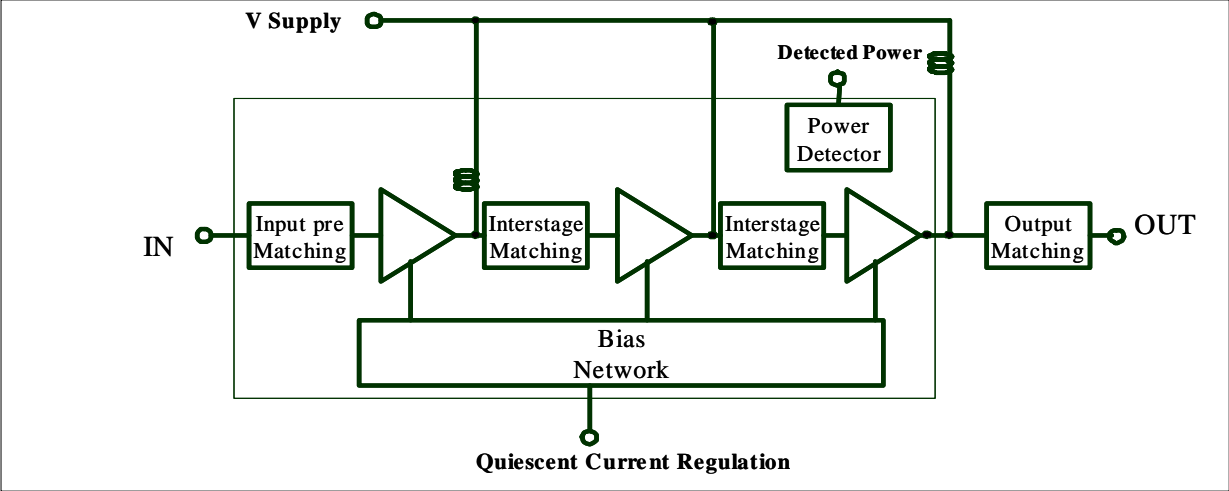 V Supply
Detected Power
Power
Detector
IN
Input pre
Matching
Interstage
Matching
Interstage
Matching
Output
Matching
OUT
Bias
Network
Quiescent Current Regulation